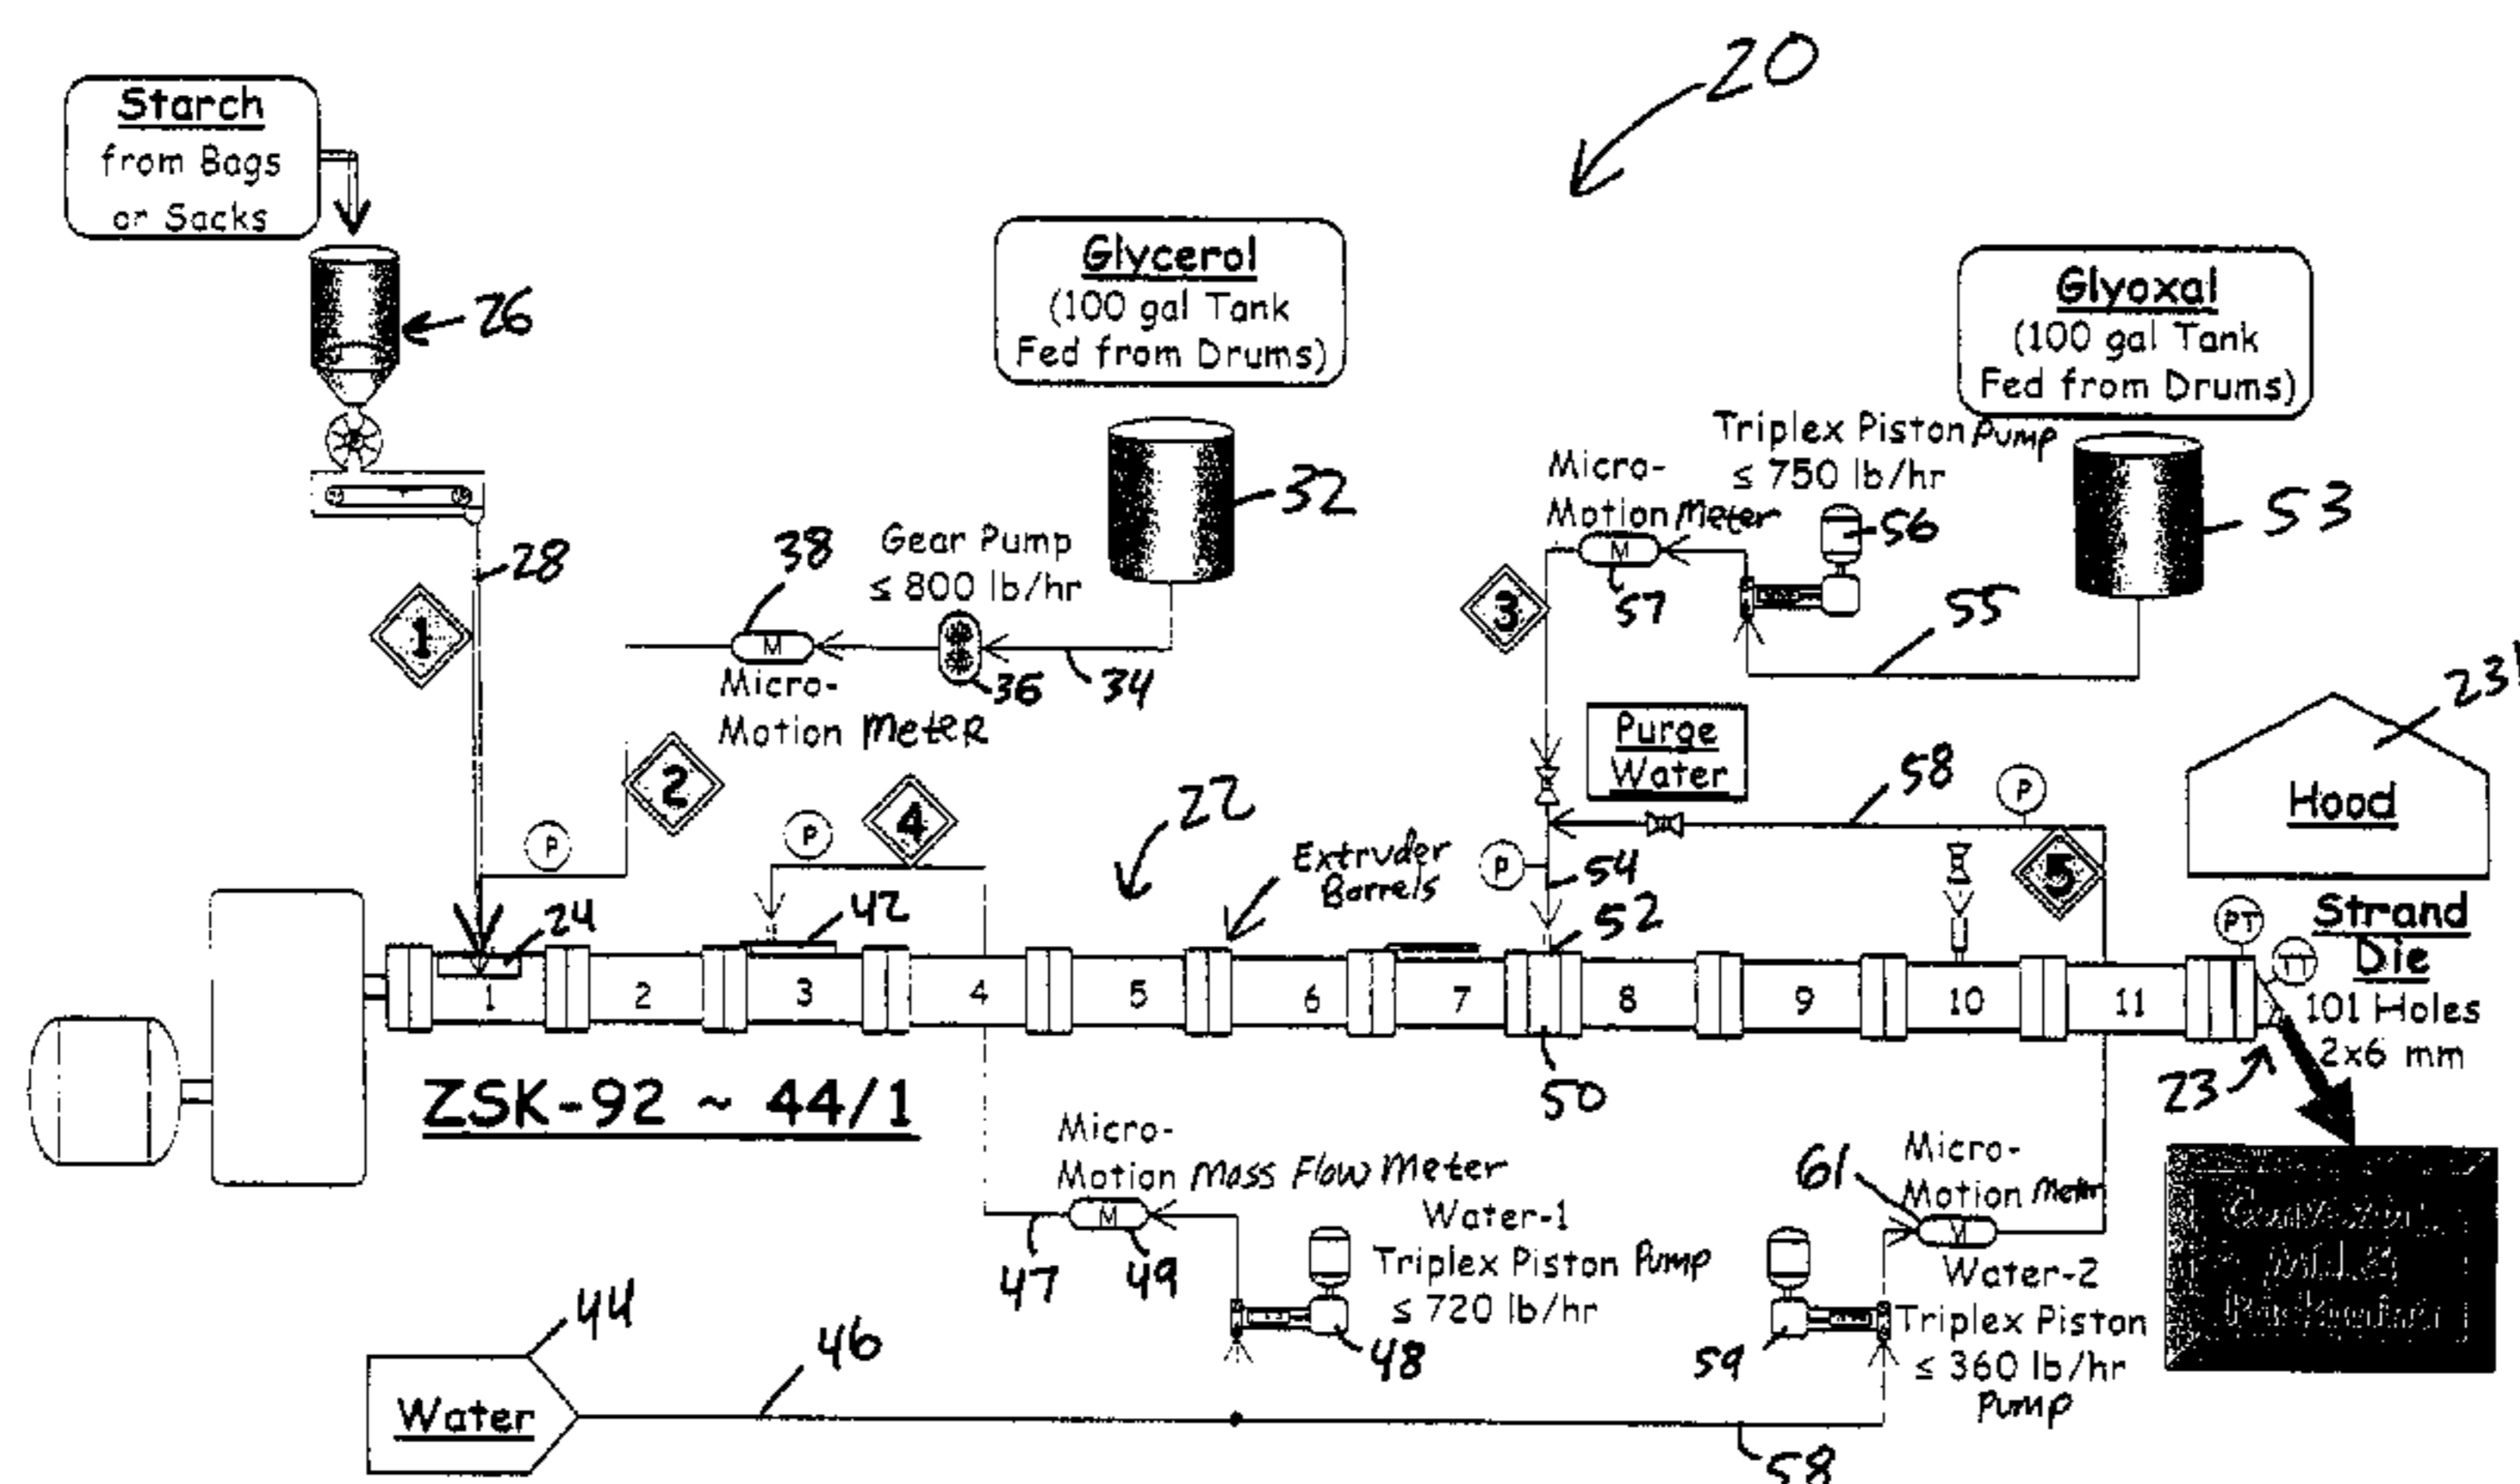 20
Starch
from Bags
or Sacks
26
Glycerol
(100 gal Tank
Fed from Drums)
32
Glyoxal
(100 gal Tank
Fed from Drums)
53
Triplex Piston Pump
≤ 750 lb/hr
Micro-
Motion Meter
56
57
55
28
38
Gear Pump
≤ 800 lb/hr
M
M
Micro-
Motion Meter
36
34
1
2
3
4
5
Purge
Water
58
P
P
P
P
Hood
22
Extruder
Barrels
54
52
42
24
PT
TT
Strand
Die
101 Holes
2x6 mm
23
1 2 3 4 5 6 7 8 9 10 11
50
ZSK-92 ~ 44/1
Micro-
Motion Mass Flow Meter
M
47
49
Water-1
Triplex Piston Pump
≤ 720 lb/hr
48
61
Micro-
Motion
M
Water-2
Triplex Piston
≤ 360 lb/hr
Pump
59
44
Water
46
58